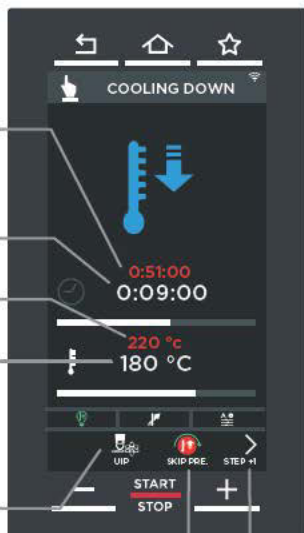 COOLING DOWN
0:51:00
0:09:00
220 °c
180 °C
UIP
SKIP PRE.
STEP +1
START
STOP